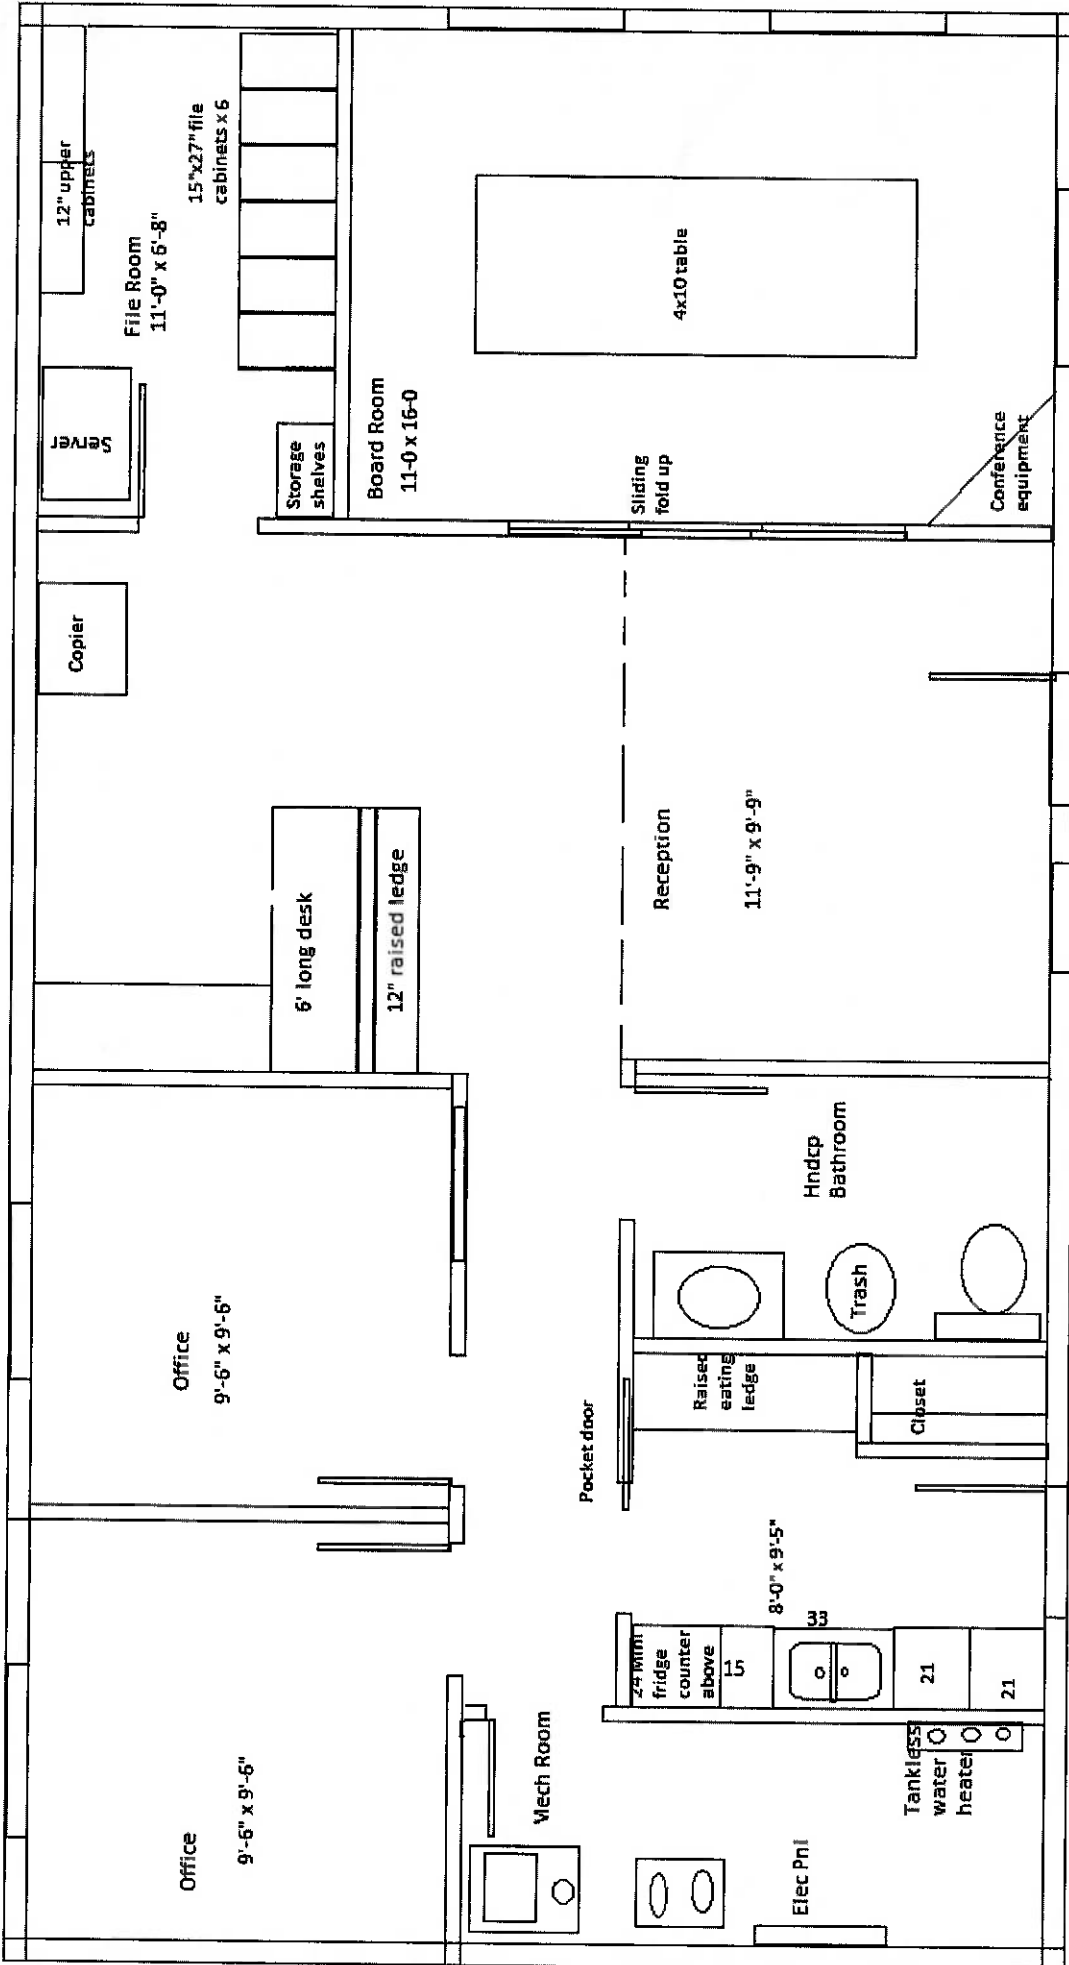 Office
9'-6" x 9'-6"
Office
9'-6" x 9'-6"
6' long desk
12" raised ledge
Copier
Server
File Room
11'-0" x 6'-8"
12" upper
cabinets
15"x27" file
cabinets x 6
Storage
shelves
Board Room
11-0 x 16-0
4x10 table
Sliding
fold up
Conference
equipment
Reception
11'-9" x 9'-9"
Hndcp
Bathroom
Trash
Pocket door
Raised
eating
ledge
Closet
8'-0" x 9'-5"
24 Mini
fridge
counter
above
15
33
21
21
Mech Room
Tankless
water
heater
Elec Pnl